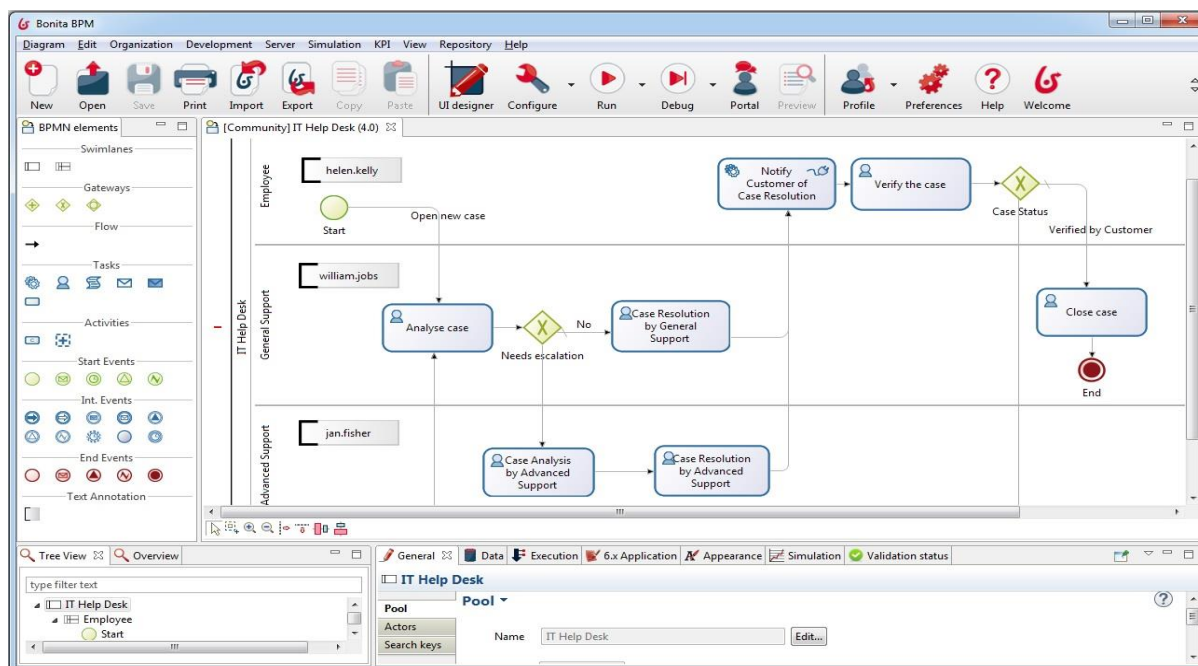 Bonita BPM
Diagram Edit Organization Development Server Simulation KPI View Repository Help
New Open Save Print Import Export Copy Paste UI designer Configure Run Debug Portal Preview Profile Preferences Help Welcome
BPMN elements
Swimlanes
Gateways
Flow
Tasks
Activities
Start Events
Int. Events
End Events
Text Annotation
[Community] IT Help Desk (4.0)
IT Help Desk
Employee
helen.kelly
Start
Open new case
Notify
Customer of
Case Resolution
Verify the case
X
Case Status
Verified by Customer
General Support
william.jobs
Analyse case
X
Needs escalation
No
Case Resolution
by General
Support
Close case
End
Advanced Support
jan.fisher
Case Analysis
by Advanced
Support
Case Resolution
by Advanced
Support
Tree View Overview
type filter text
IT Help Desk
Employee
Start
General Data Execution 6.x Application Appearance Simulation Validation status
IT Help Desk
Pool
Actors
Search keys
Pool
Name IT Help Desk Edit...